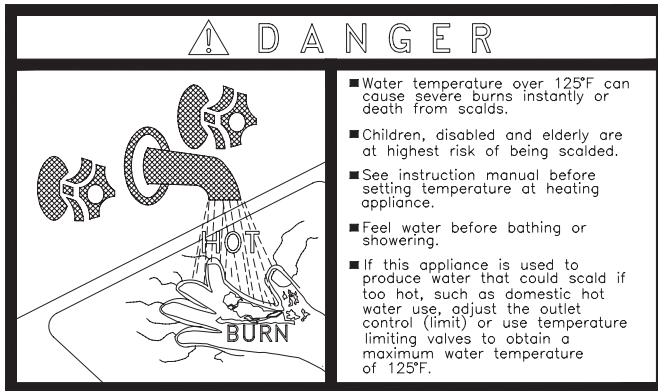 DANGER
HOT
BURN
Water temperature over 125°F can
cause severe burns instantly or
death from scalds.
Children, disabled and elderly are
at highest risk of being scalded.
See instruction manual before
setting temperature at heating
appliance.
Feel water before bathing or
showering.
If this appliance is used to
produce water that could scald if
too hot, such as domestic hot
water use, adjust the outlet
control (limit) or use temperature
limiting valves to obtain a
maximum water temperature
of 125°F.